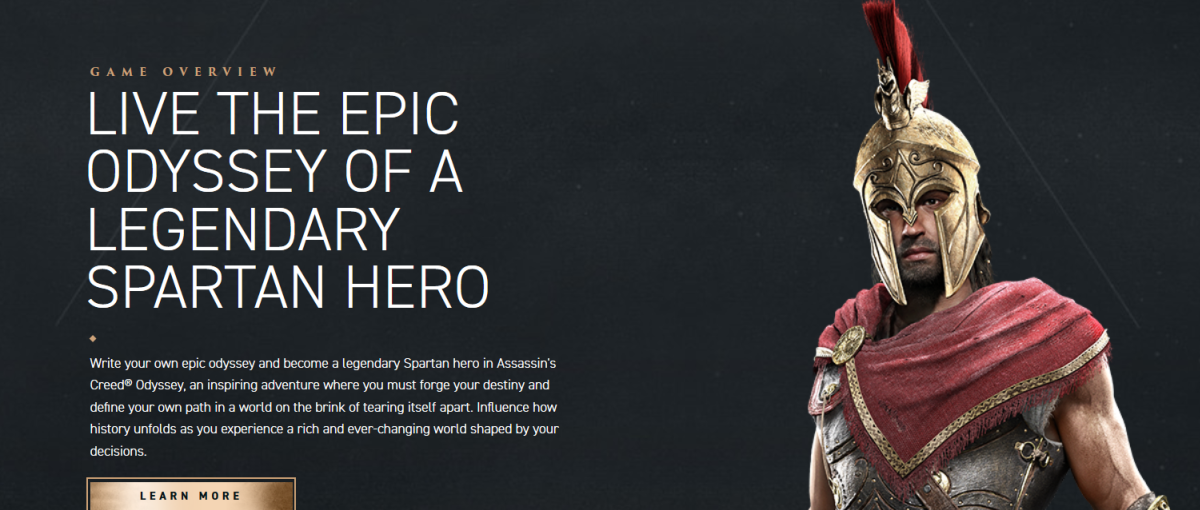 GAME OVERVIEW
LIVE THE EPIC
ODYSSEY OF A
LEGENDARY
SPARTAN HERO
Write your own epic odyssey and become a legendary Spartan hero in Assassin's
Creed® Odyssey, an inspiring adventure where you must forge your destiny and
define your own path in a world on the brink of tearing itself apart. Influence how
history unfolds as you experience a rich and ever-changing world shaped by your
decisions.
LEARN MORE